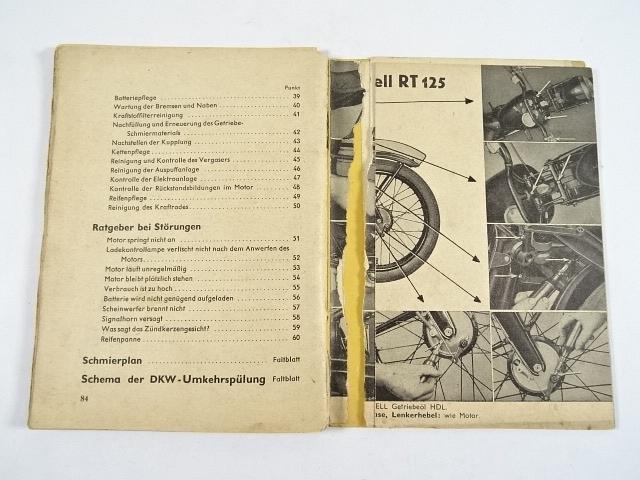 Punkt
Batteriepflege 39
Wartung der Bremsen und Naben 40
Kraftstoffilterreinigung 41
Nachfüllung und Erneuerung des Getriebe-
Schmiermaterials 42
Nachstellen der Kupplung 43
Kettenpflege 44
Reinigung und Kontrolle des Vergasers 45
Reinigung der Auspuffanlage 46
Kontrolle der Elektroanlage 47
Kontrolle der Rückstandsbildungen im Motor 48
Reifenpflege 49
Reinigung des Kraftrades 50
Ratgeber bei Störungen
Motor springt nicht an 51
Ladekontrollampe verlischt nicht nach dem Anwerfen des
Motors 52
Motor läuft unregelmäßig 53
Motor bleibt plötzlich stehen 54
Verbrauch ist zu hoch 55
Batterie wird nicht genügend aufgeladen 56
Scheinwerfer brennt nicht 57
Signalhorn versagt 58
Was sagt das Zündkerzengesicht? 59
Reifenpanne 60
Schmierplan Faltblatt
Schema der DKW-Umkehrspülung Faltblatt
84
ell RT 125
ELL Getriebeöl HDL.
ise, Lenkerhebel: wie Motor.